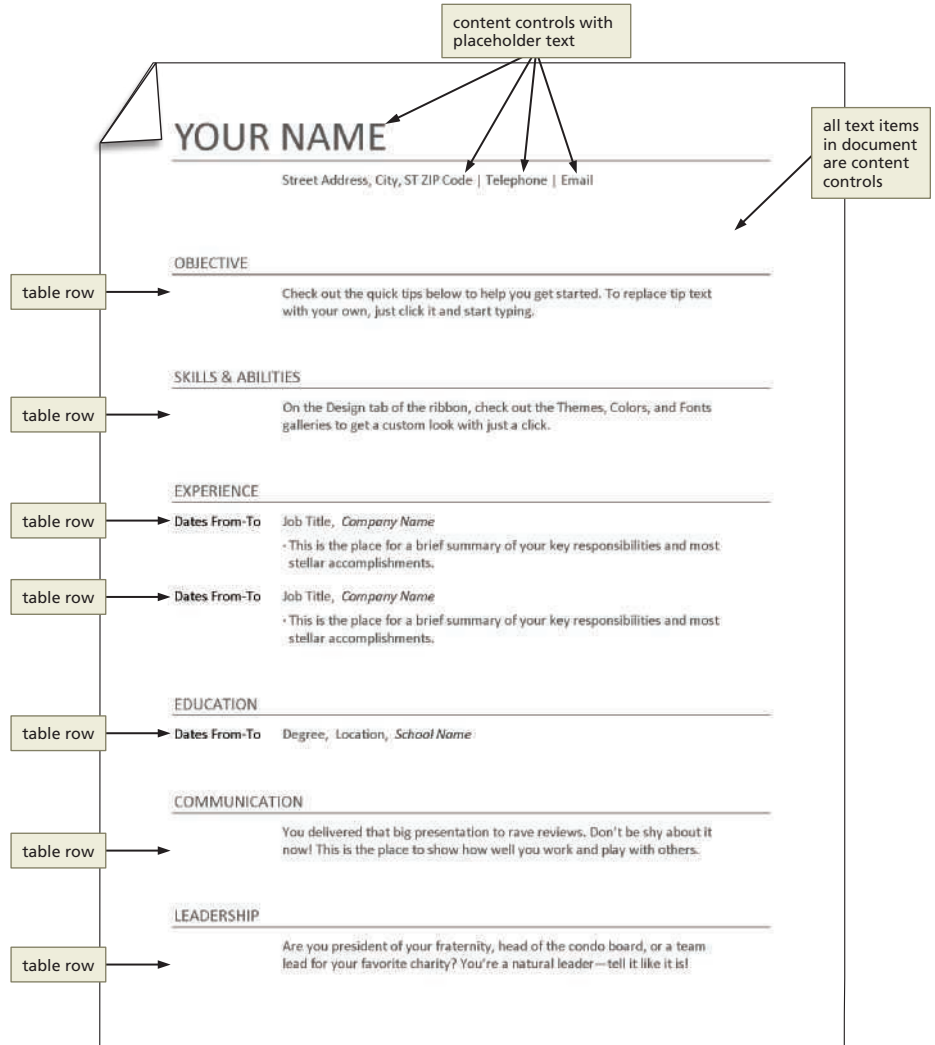 content controls with
placeholder text
YOUR NAME
all text items
in document
are content
controls
Street Address, City, ST ZIP Code | Telephone | Email
OBJECTIVE
table row
Check out the quick tips below to help you get started. To replace tip text
with your own, just click it and start typing.
SKILLS & ABILITIES
table row
On the Design tab of the ribbon, check out the Themes, Colors, and Fonts
galleries to get a custom look with just a click.
EXPERIENCE
table row
Dates From-To Job Title, Company Name
· This is the place for a brief summary of your key responsibilities and most
stellar accomplishments.
table row
Dates From-To Job Title, Company Name
· This is the place for a brief summary of your key responsibilities and most
stellar accomplishments.
EDUCATION
table row
Dates From-To Degree, Location, School Name
COMMUNICATION
table row
You delivered that big presentation to rave reviews. Don't be shy about it
now! This is the place to show how well you work and play with others.
LEADERSHIP
table row
Are you president of your fraternity, head of the condo board, or a team
lead for your favorite charity? You're a natural leader—tell it like it is!